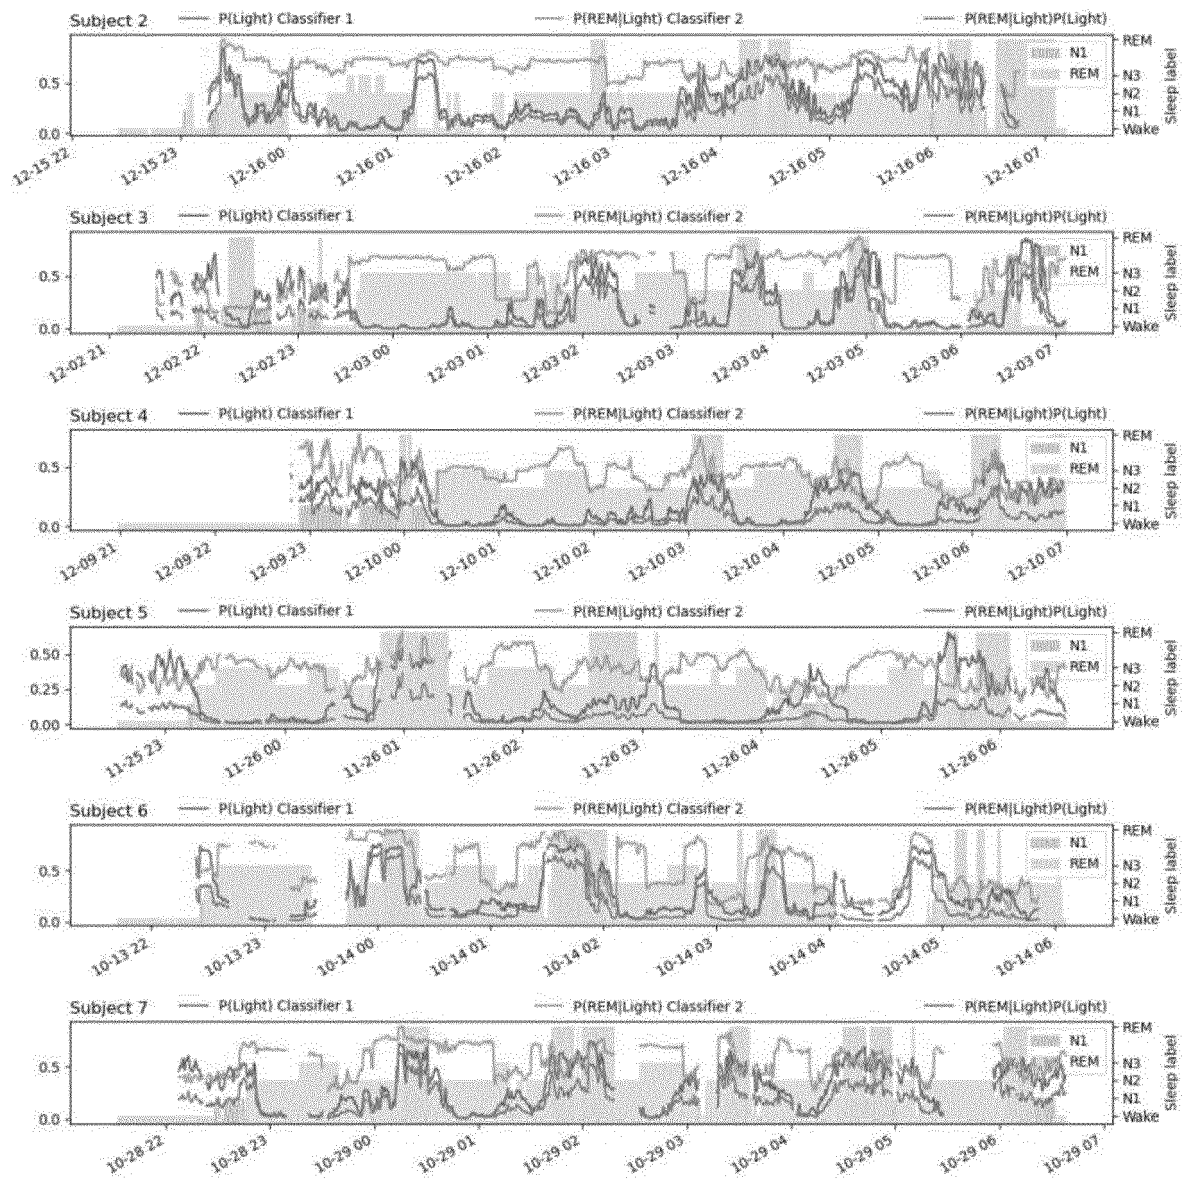 Subject 2 P(Light) Classifier 1 P(REM|Light) Classifier 2 P(REM|Light)P(Light)
N1 REM
REM N3
0.5 N2
N1
0.0 Wake
Sleep label
12-15 22 12-15 23 12-16 00 12-16 01 12-16 02 12-16 03 12-16 04 12-16 05 12-16 06 12-16 07
Subject 3 P(Light) Classifier 1 P(REM|Light) Classifier 2 P(REM|Light)P(Light)
N1 REM
REM N3
0.5 N2
N1
0.0 Wake
Sleep label
12-02 21 12-02 22 12-02 23 12-03 00 12-03 01 12-03 02 12-03 03 12-03 04 12-03 05 12-03 06 12-03 07
Subject 4 P(Light) Classifier 1 P(REM|Light) Classifier 2 P(REM|Light)P(Light)
N1 REM
REM N3
0.5 N2
N1
0.0 Wake
Sleep label
12-09 21 12-09 22 12-09 23 12-10 00 12-10 01 12-10 02 12-10 03 12-10 04 12-10 05 12-10 06 12-10 07
Subject 5 P(Light) Classifier 1 P(REM|Light) Classifier 2 P(REM|Light)P(Light)
N1 REM
0.50 REM N3
0.25 N2
N1
0.00 Wake
Sleep label
11-25 23 11-26 00 11-26 01 11-26 02 11-26 03 11-26 04 11-26 05 11-26 06
Subject 6 P(Light) Classifier 1 P(REM|Light) Classifier 2 P(REM|Light)P(Light)
N1 REM
REM N3
0.5 N2
N1
0.0 Wake
Sleep label
10-13 22 10-13 23 10-14 00 10-14 01 10-14 02 10-14 03 10-14 04 10-14 05 10-14 06
Subject 7 P(Light) Classifier 1 P(REM|Light) Classifier 2 P(REM|Light)P(Light)
N1 REM
REM N3
0.5 N2
N1
0.0 Wake
Sleep label
10-28 22 10-28 23 10-29 00 10-29 01 10-29 02 10-29 03 10-29 04 10-29 05 10-29 06 10-29 07